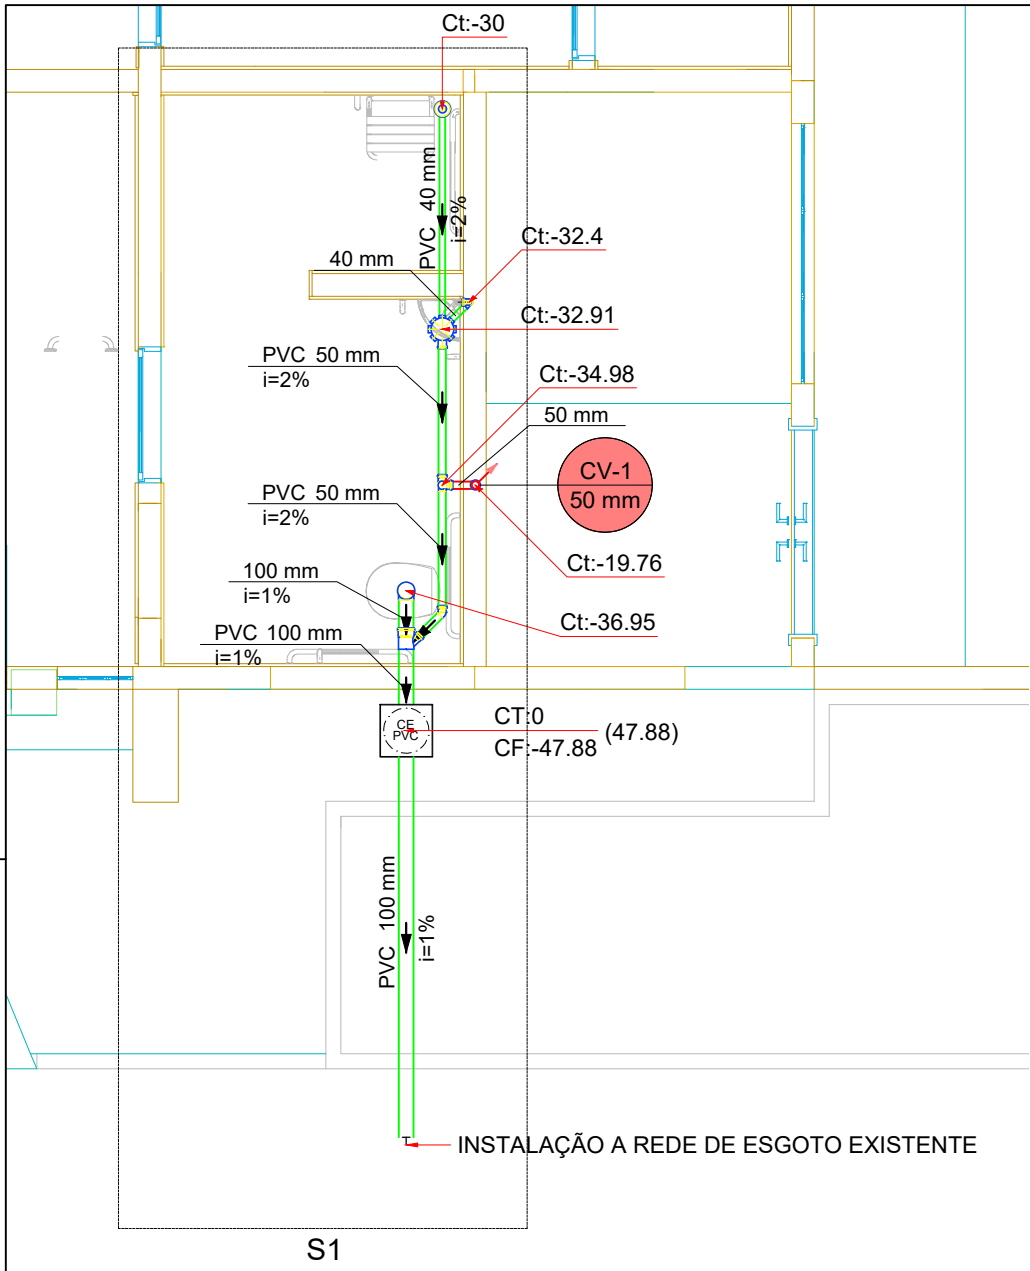 Ct:-30
PVC  40 mm
i=2%
Ct:-32.4
40 mm
Ct:-32.91
PVC  50 mm
i=2%
Ct:-34.98
50 mm
CV-1
50 mm
PVC  50 mm
i=2%
Ct:-19.76
100 mm
i=1%
Ct:-36.95
PVC  100 mm
i=1%
CE
PVC
CT:0
CF:-47.88
(47.88)
PVC  100 mm
i=1%
INSTALAÇÃO A REDE DE ESGOTO EXISTENTE
S1